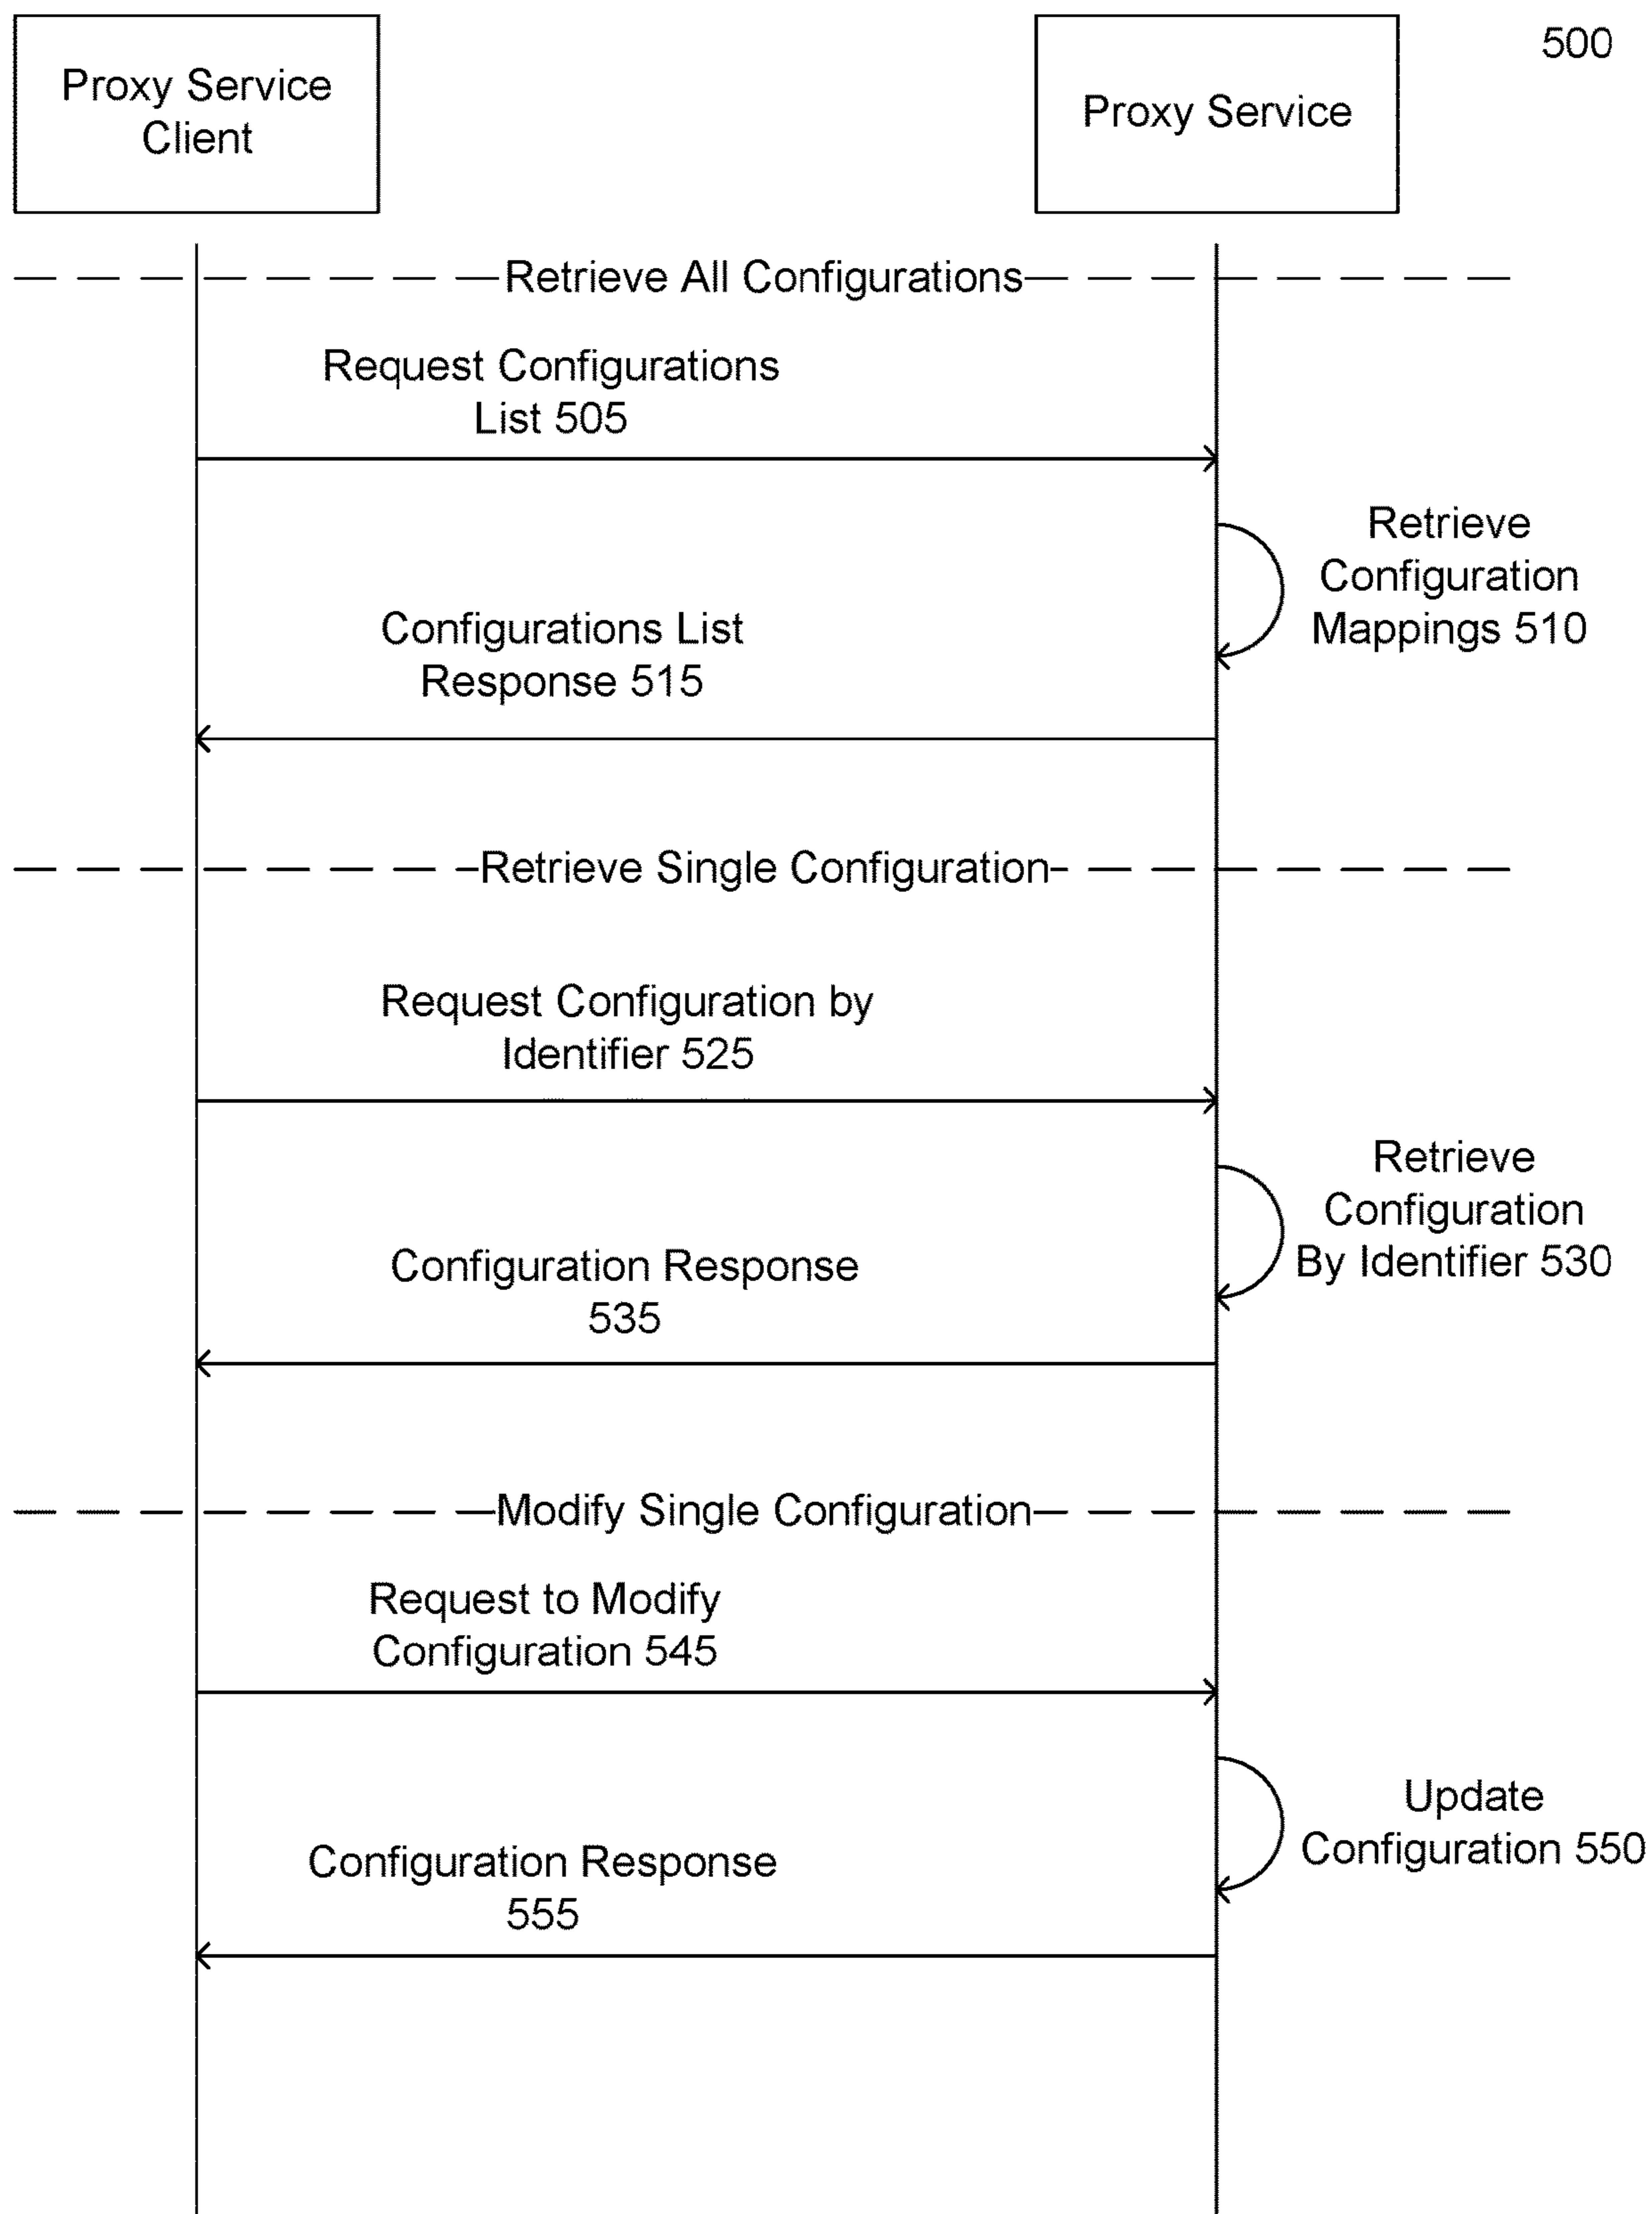 Proxy Service
Client
Proxy Service
500
Retrieve All Configurations
Request Configurations
List 505
Retrieve
Configuration
Mappings 510
Configurations List
Response 515
Retrieve Single Configuration
Request Configuration by
Identifier 525
Retrieve
Configuration
By Identifier 530
Configuration Response
535
Modify Single Configuration
Request to Modify
Configuration 545
Update
Configuration 550
Configuration Response
555